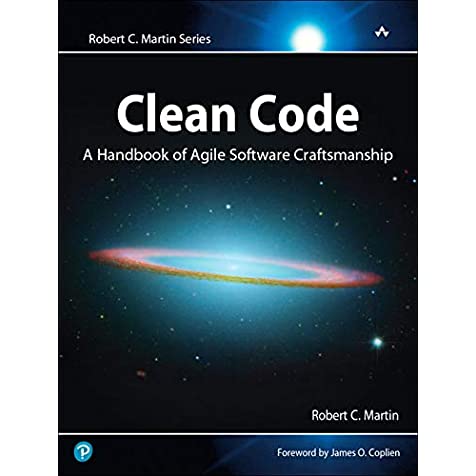 Robert C. Martin Series
Clean Code
A Handbook of Agile Software Craftsmanship
Robert C. Martin
Foreword by James O. Coplien